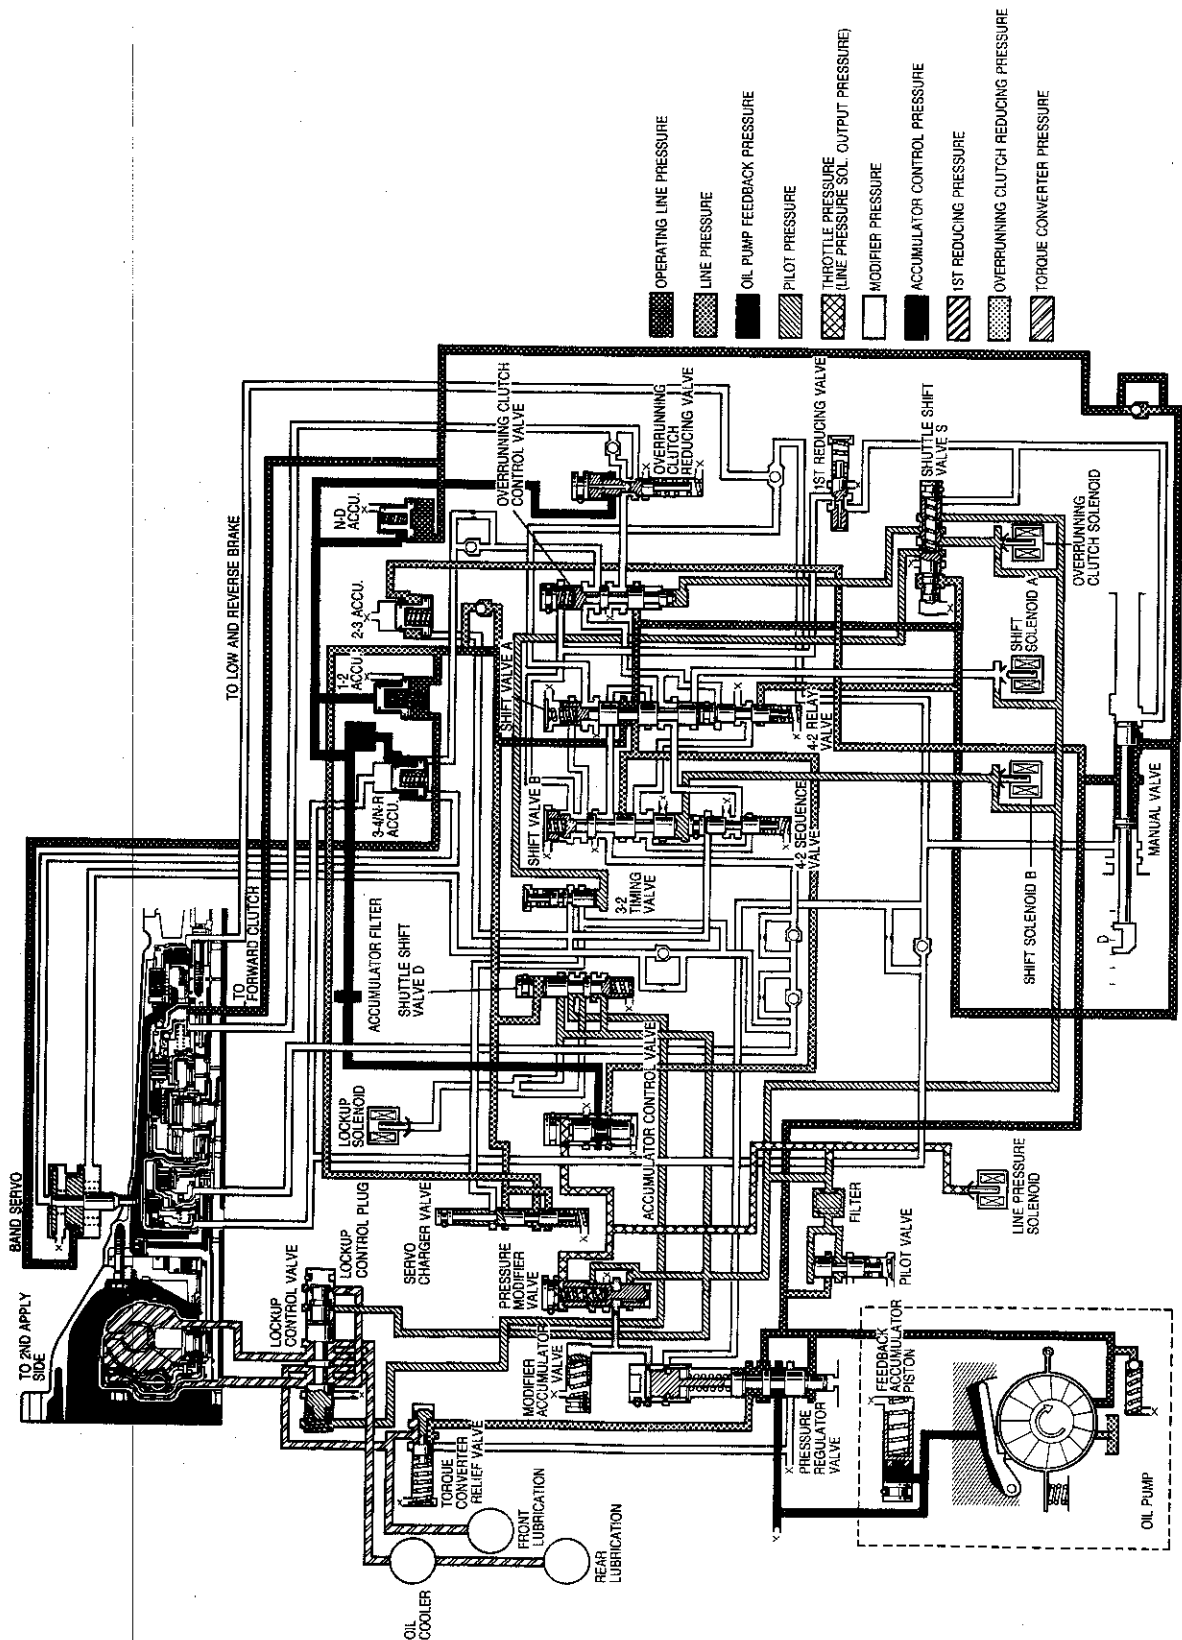 TO 2ND APPLY
SIDE
BAND SERVO
LOCKUP
CONTROL VALVE
LOCKUP
CONTROL PLUG
TORQUE
CONVERTER
RELIEF VALVE
OIL
COOLER
FRONT
LUBRICATION
REAR
LUBRICATION
SERVO
CHARGER VALVE
LOCKUP
SOLENOID
ACCUMULATOR FILTER
SHUTTLE SHIFT
VALVE D
TO
FORWARD CLUTCH
TO LOW AND REVERSE BRAKE
3-4/N-R
ACCU.
1-2
ACCU.
2-3 ACCU.
N-D
ACCU.
PRESSURE
MODIFIER
VALVE
MODIFIER
ACCUMULATOR
VALVE
PRESSURE
REGULATOR
VALVE
ACCUMULATOR CONTROL VALVE
3-2
TIMING
VALVE
SHIFT VALVE B
SHIFT VALVE A
OVERRUNNING CLUTCH
CONTROL VALVE
OVERRUNNING
CLUTCH
REDUCING VALVE
4-2 SEQUENCE
VALVE
4-2 RELAY
VALVE
1ST REDUCING VALVE
SHUTTLE SHIFT
VALVE S
PILOT VALVE
FILTER
LINE PRESSURE
SOLENOID
SHIFT SOLENOID B
SHIFT
SOLENOID A
OVERRUNNING
CLUTCH SOLENOID
MANUAL VALVE
D
FEEDBACK
ACCUMULATOR
PISTON
OIL PUMP
OPERATING LINE PRESSURE
LINE PRESSURE
OIL PUMP FEEDBACK PRESSURE
PILOT PRESSURE
THROTTLE PRESSURE
(LINE PRESSURE SOL. OUTPUT PRESSURE)
MODIFIER PRESSURE
ACCUMULATOR CONTROL PRESSURE
1ST REDUCING PRESSURE
OVERRUNNING CLUTCH REDUCING PRESSURE
TORQUE CONVERTER PRESSURE